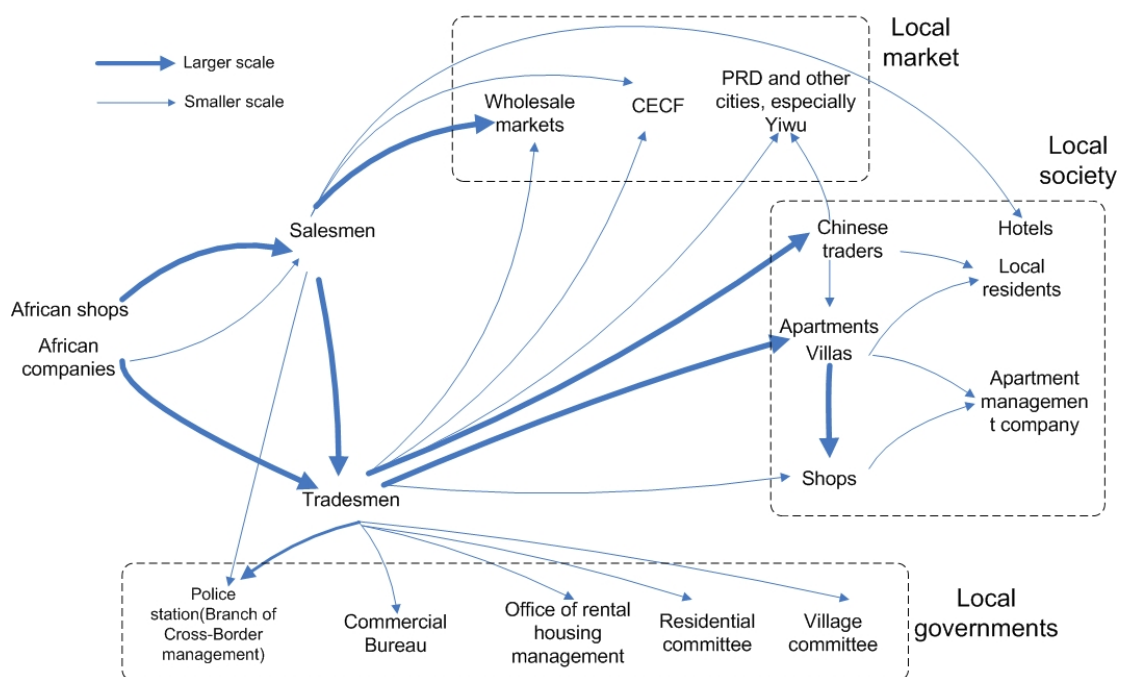 Larger scale
Smaller scale
Local
market
Wholesale
markets
CECF
PRD and other
cities, especially
Yiwu
Local
society
Salesmen
Chinese
traders
Hotels
Local
residents
African shops
African
companies
Apartments
Villas
Apartment
managemen
t company
Shops
Tradesmen
Police
station(Branch of
Cross-Border
management)
Commercial
Bureau
Office of rental
housing
management
Residential
committee
Village
committee
Local
governments